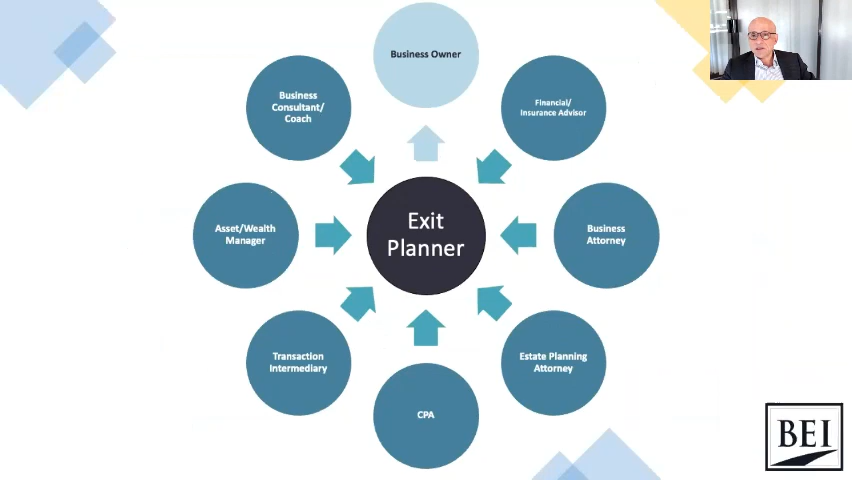 Business Owner
Business
Consultant/
Coach
Financial/
Insurance Advisor
Asset/Wealth
Manager
Exit
Planner
Business
Attorney
Transaction
Intermediary
Estate Planning
Attorney
CPA
BEI